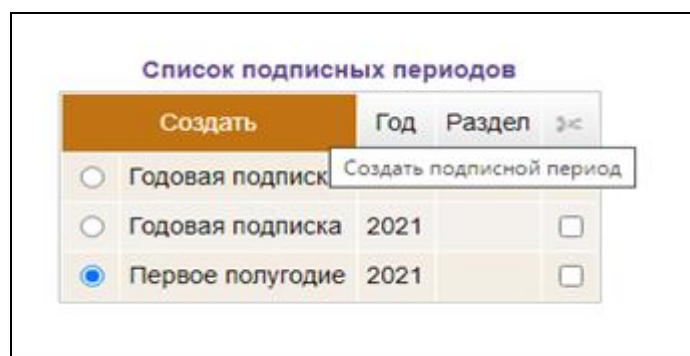 Список подписных периодов
Создать Год Раздел
Годовая подписк
Создать подписной период
Годовая подписка 2021
Первое полугодие 2021